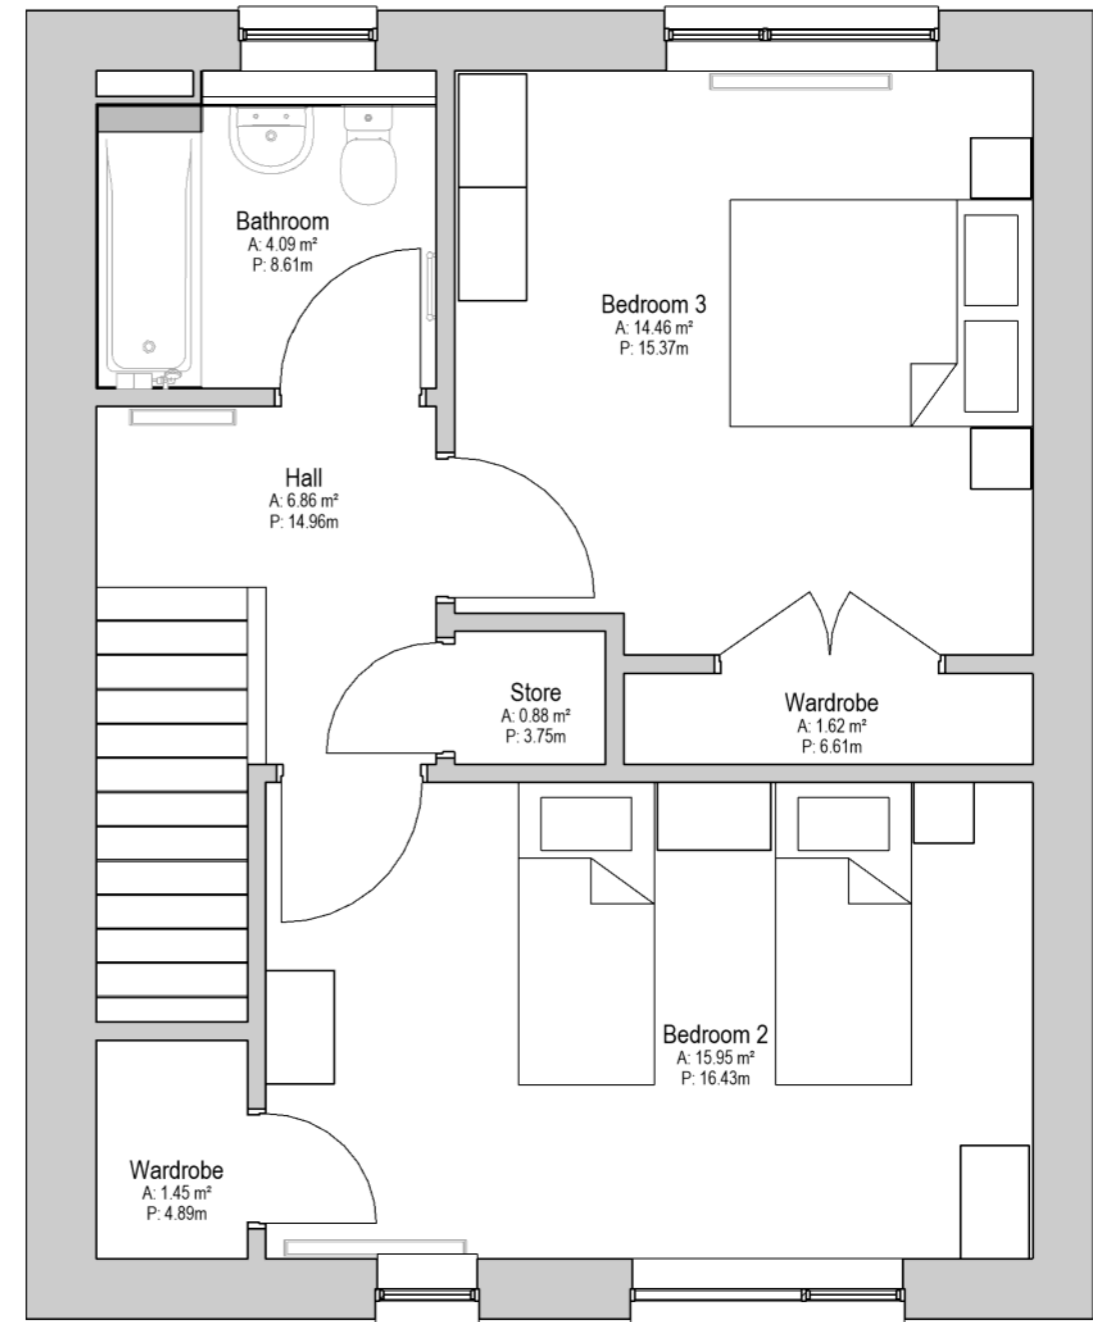 Bathroom
A: 4.09 m²
P: 8.61m
Bedroom 3
A: 14.46 m²
P: 15.37m
Hall
A: 6.86 m²
P: 14.96m
Store
A: 0.88 m²
P: 3.75m
Wardrobe
A: 1.62 m²
P: 6.61m
Bedroom 2
A: 15.95 m²
P: 16.43m
Wardrobe
A: 1.45 m²
P: 4.89m